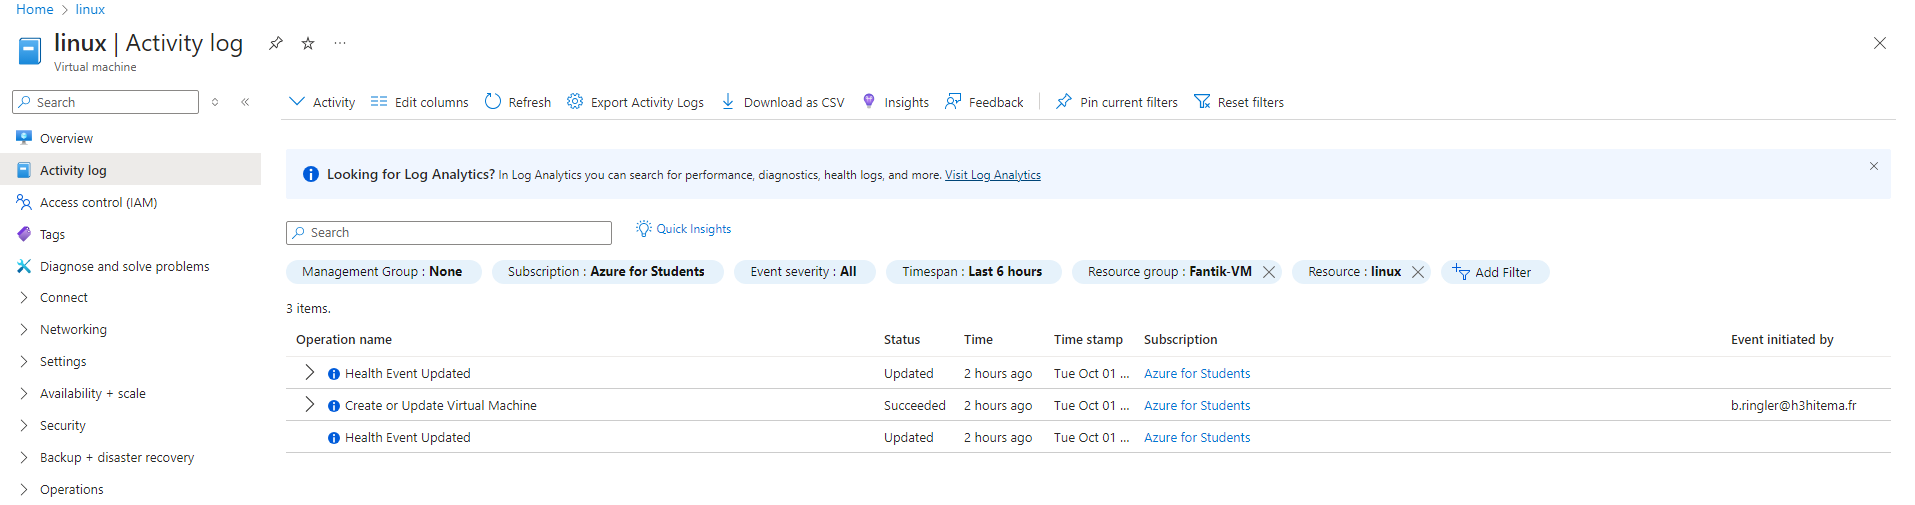 Home > linux
linux | Activity log
Virtual machine
Search
Activity Edit columns Refresh Export Activity Logs Download as CSV Insights Feedback Pin current filters Reset filters
Overview
Activity log
Access control (IAM)
Tags
Diagnose and solve problems
Connect
Networking
Settings
Availability + scale
Security
Backup + disaster recovery
Operations
Looking for Log Analytics? In Log Analytics you can search for performance, diagnostics, health logs, and more. Visit Log Analytics
Search Quick Insights
Management Group : None Subscription : Azure for Students Event severity : All Timespan : Last 6 hours Resource group : Fantik-VM Resource : linux Add Filter
3 items.
Operation name Status Time Time stamp Subscription Event initiated by
Health Event Updated Updated 2 hours ago Tue Oct 01 ... Azure for Students
Create or Update Virtual Machine Succeeded 2 hours ago Tue Oct 01 ... Azure for Students b.ringler@h3hitema.fr
Health Event Updated Updated 2 hours ago Tue Oct 01 ... Azure for Students